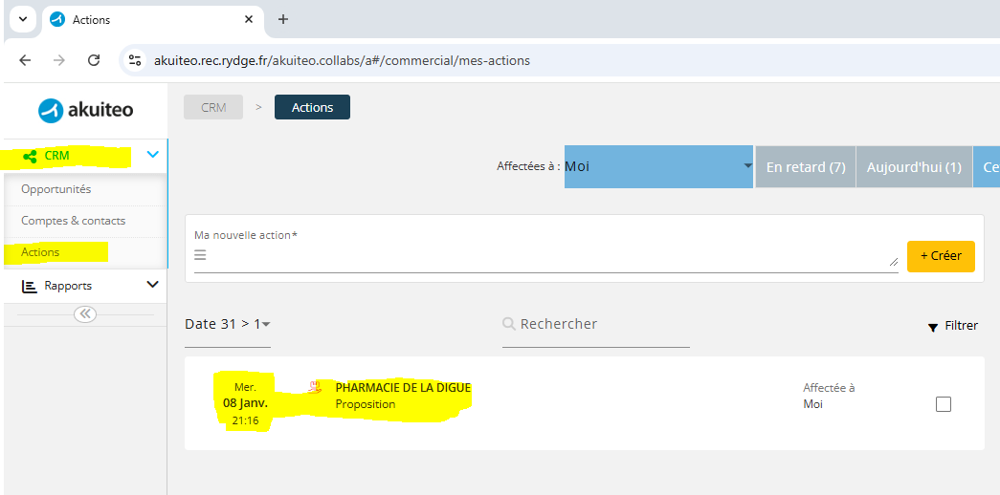 Actions
akuiteo.rec.rydge.fr/akuiteo.collabs/a#/commercial/mes-actions
akuiteo
CRM > Actions
CRM
Affectées à : Moi En retard (7) Aujourd'hui (1) Ce
Opportunités
Comptes & contacts
Actions
Rapports
Ma nouvelle action*
+ Créer
Date 31 > 1
Rechercher
Filtrer
Mer.
08 Janv.
21:16
PHARMACIE DE LA DIGUE
Proposition
Affectée à
Moi